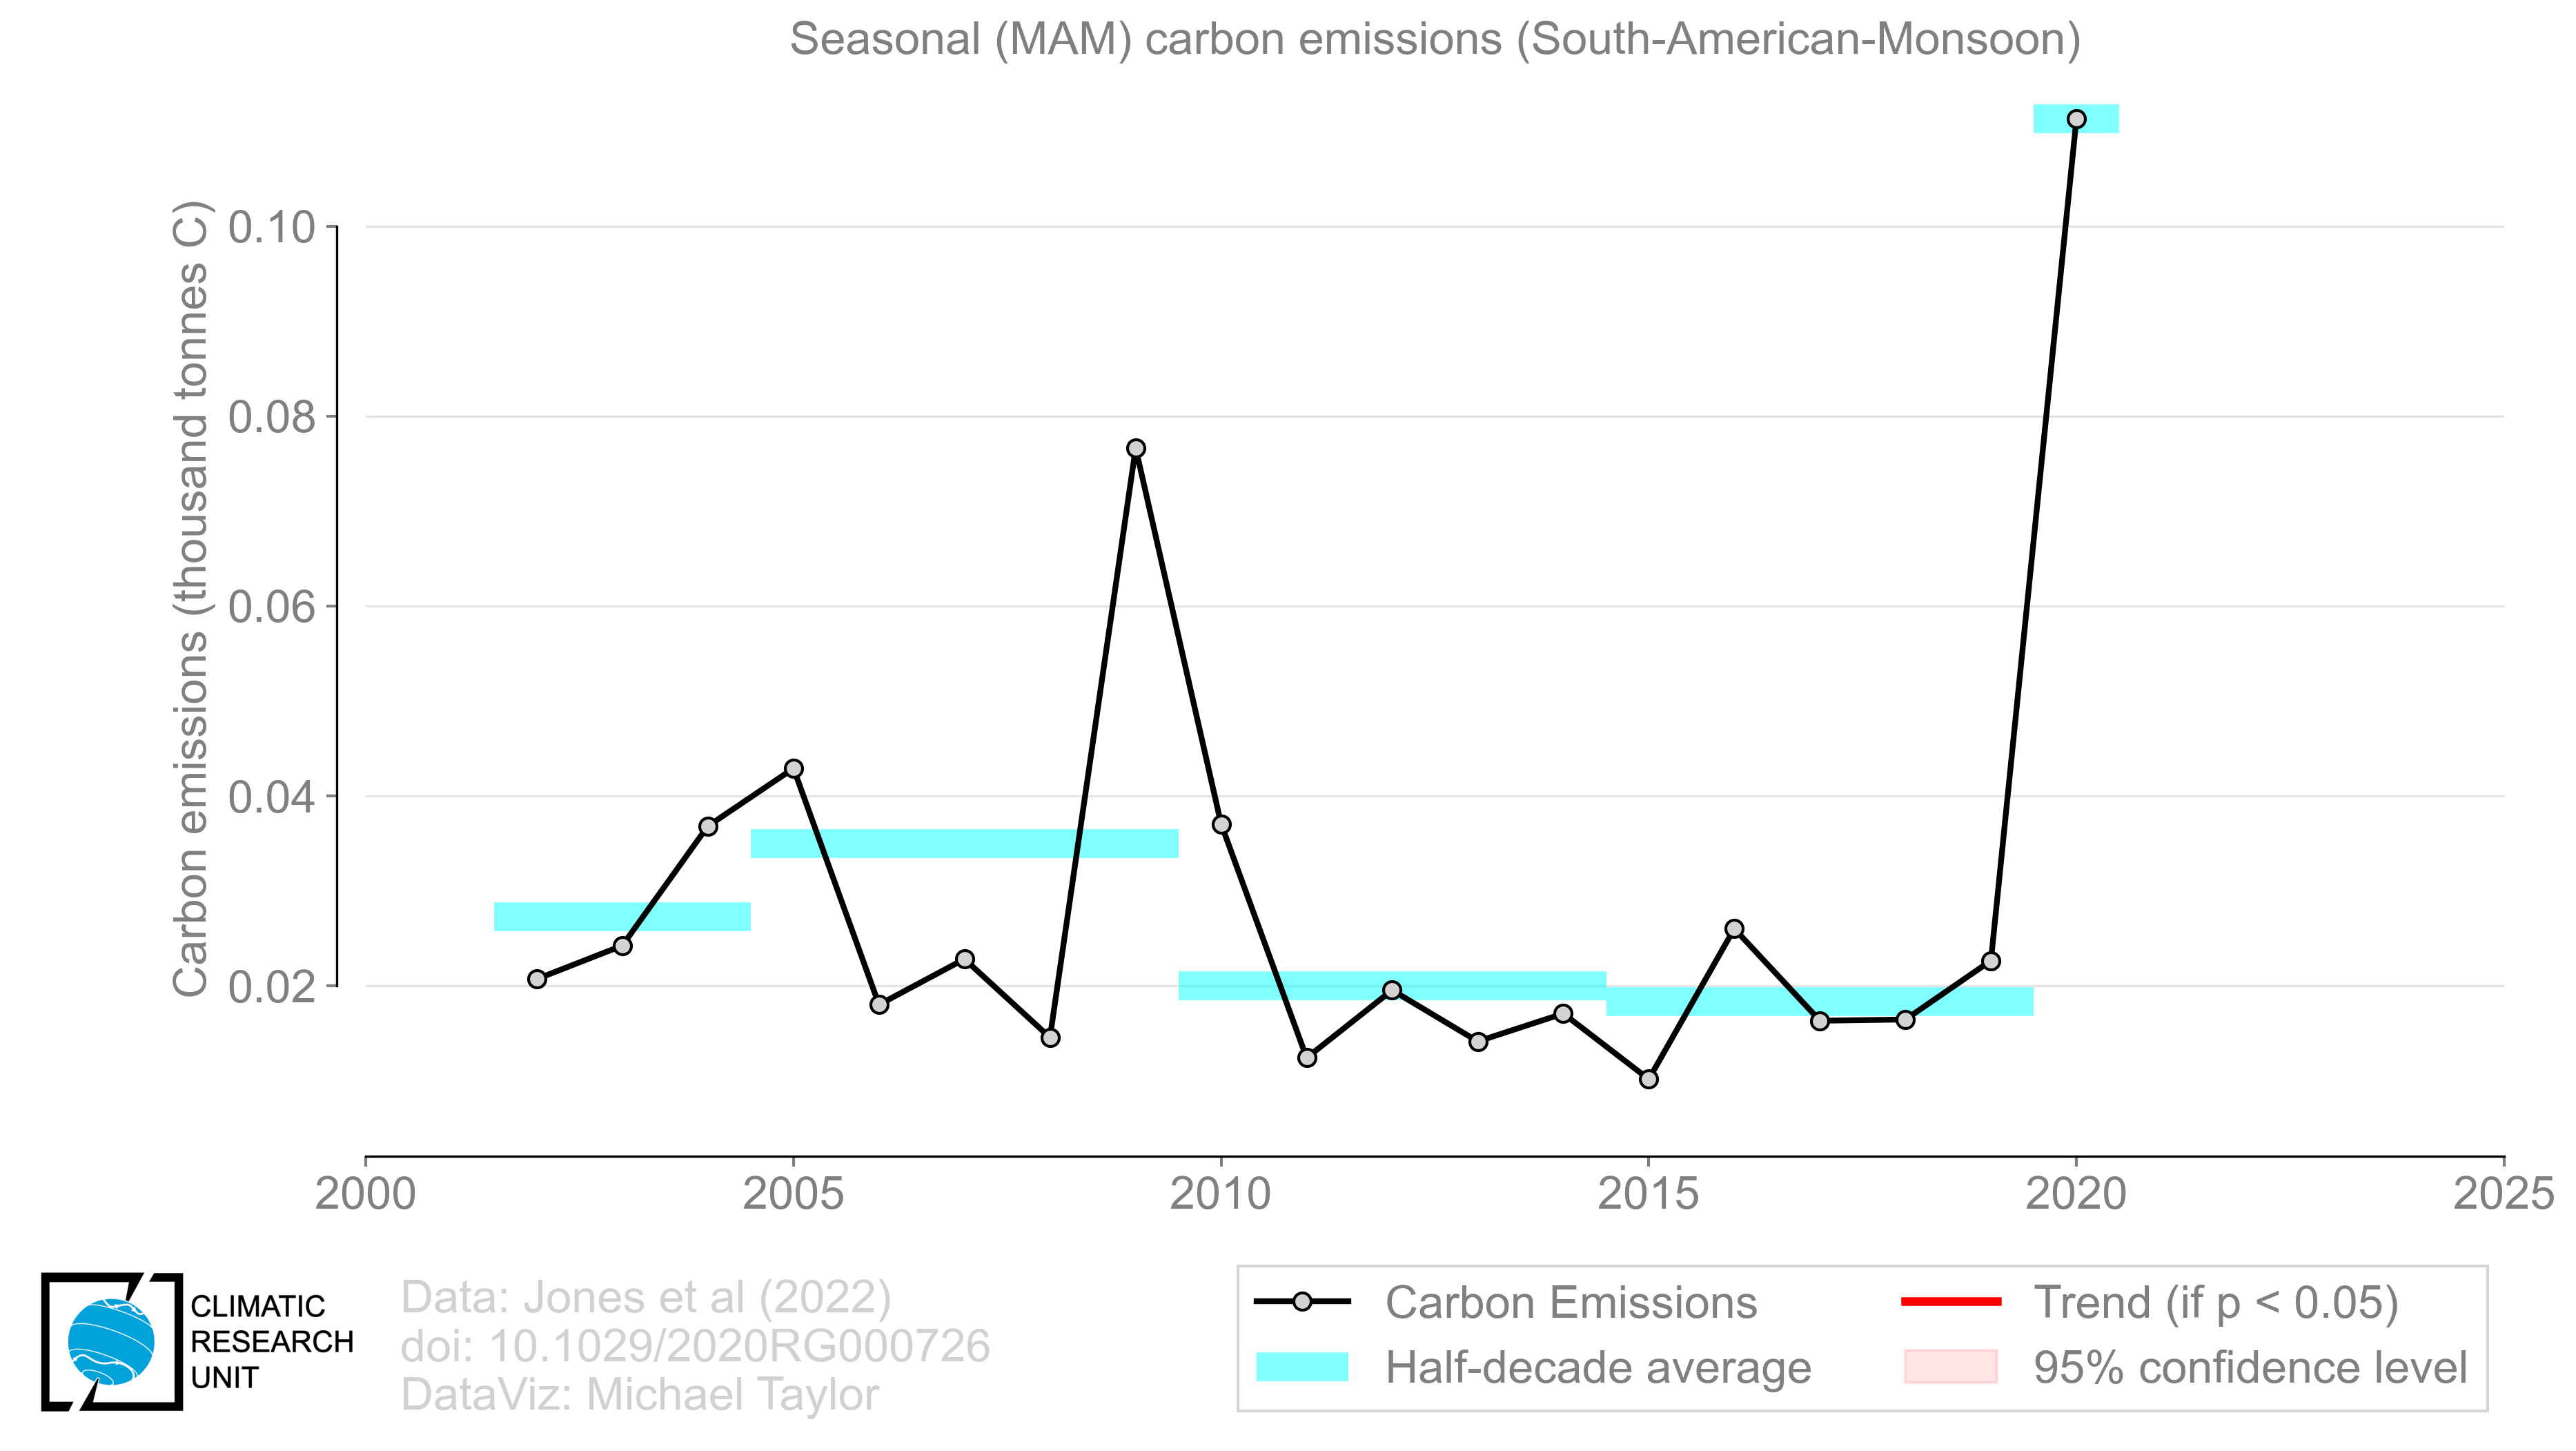 Seasonal (MAM) carbon emissions (South-American-Monsoon)
Carbon emissions (thousand tonnes C)
0.10
0.08
0.06
0.04
0.02
2000 2005 2010 2015 2020 2025
CLIMATIC
RESEARCH
UNIT
Data: Jones et al (2022)
doi: 10.1029/2020RG000726
DataViz: Michael Taylor
Carbon Emissions
Half-decade average
Trend (if p < 0.05)
95% confidence level